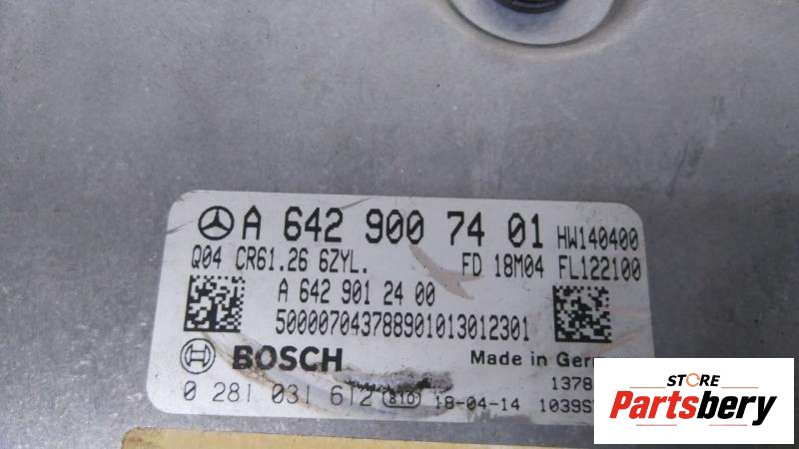 A 642 900 74 01 HW140400
Q04 CR61.26 6ZYL. FD 18M04 FL122100
A 642 901 24 00
500007043788901013012301
BOSCH Made in
0 281 031 612 810 18-04-14
STORE
Partsbery